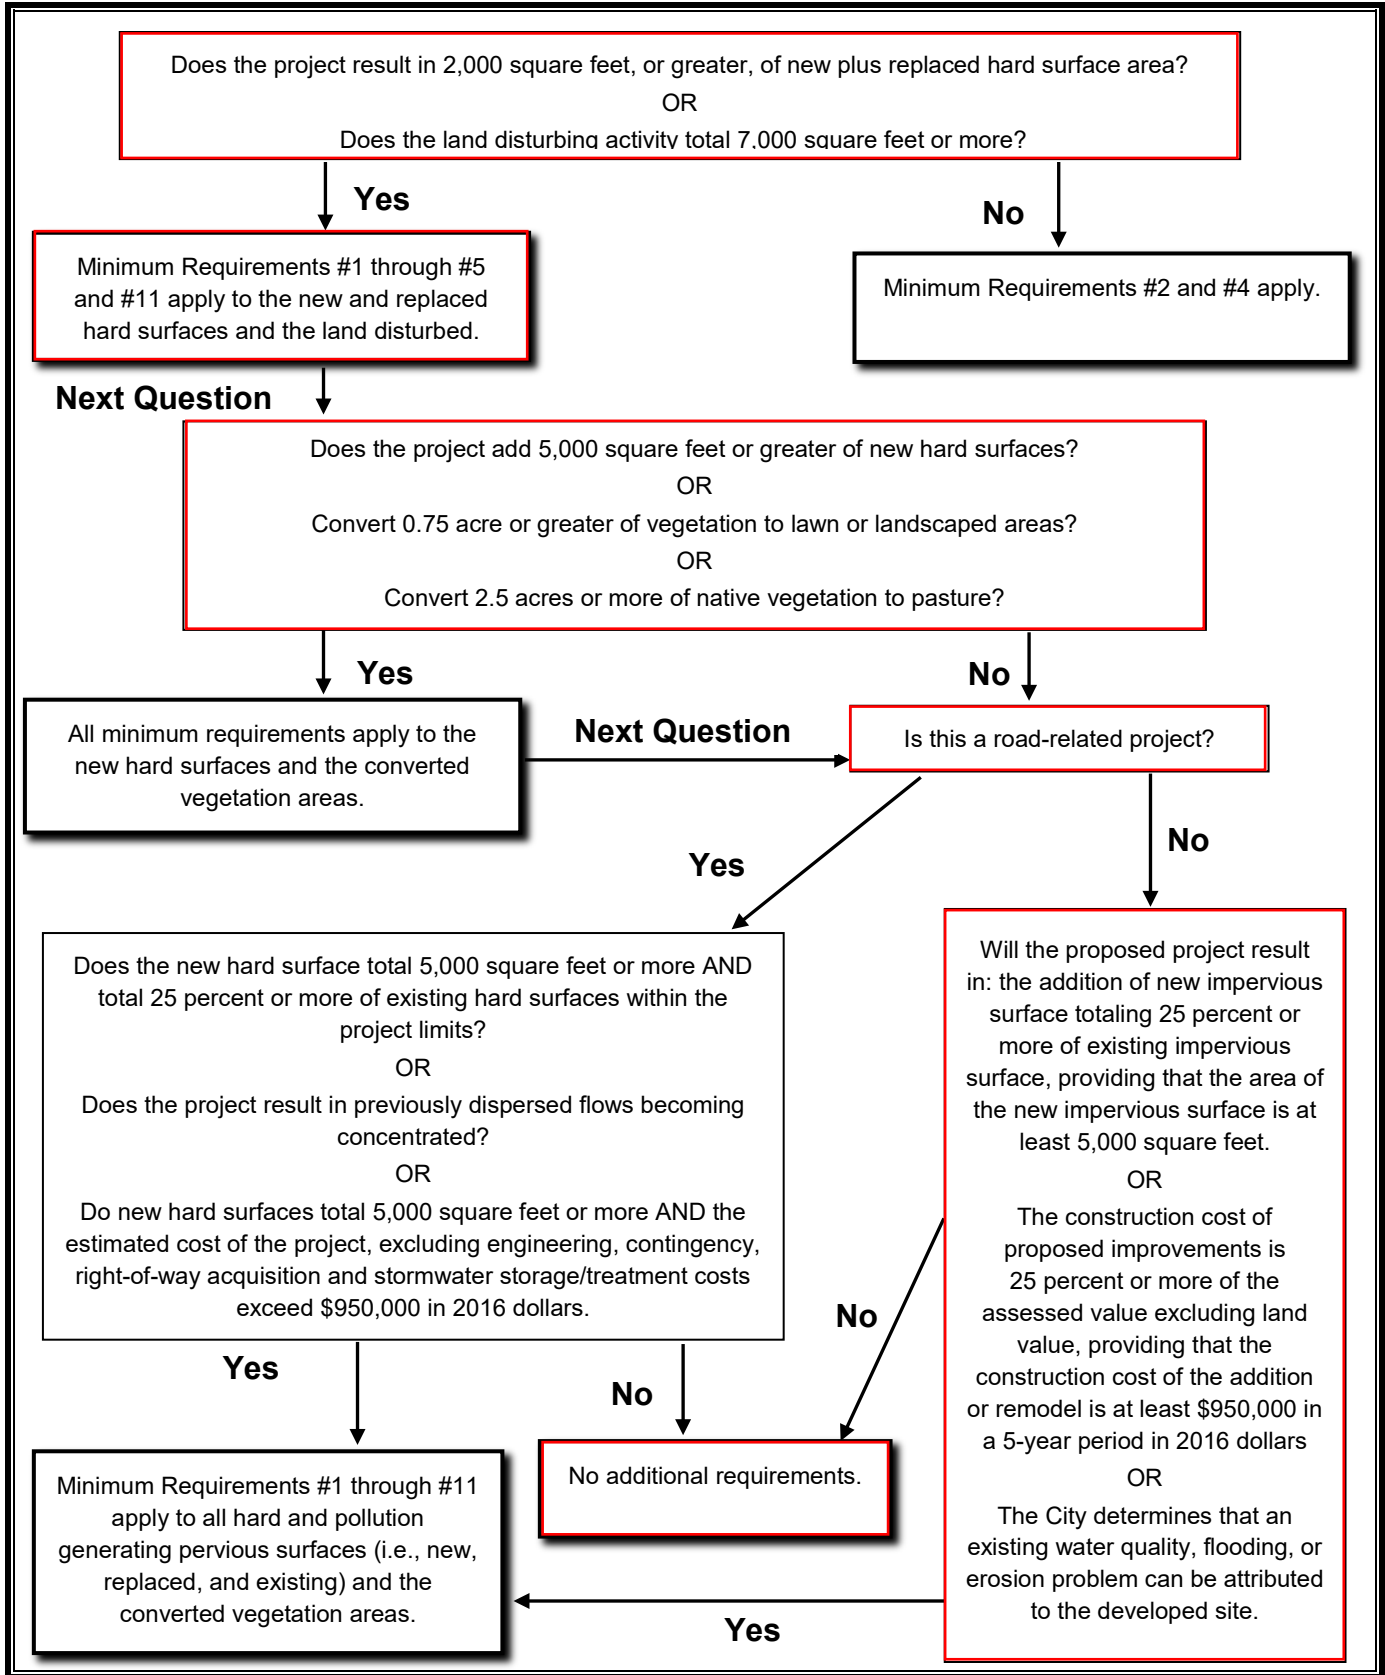 Does the project result in 2,000 square feet, or greater, of new plus replaced hard surface area?
OR
Does the land disturbing activity total 7,000 square feet or more?
Yes
No
Minimum Requirements #1 through #5
and #11 apply to the new and replaced
hard surfaces and the land disturbed.
Minimum Requirements #2 and #4 apply.
Next Question
Does the project add 5,000 square feet or greater of new hard surfaces?
OR
Convert 0.75 acre or greater of vegetation to lawn or landscaped areas?
OR
Convert 2.5 acres or more of native vegetation to pasture?
Yes
No
All minimum requirements apply to the
new hard surfaces and the converted
vegetation areas.
Next Question
Is this a road-related project?
Yes
No
Does the new hard surface total 5,000 square feet or more AND
total 25 percent or more of existing hard surfaces within the
project limits?
OR
Does the project result in previously dispersed flows becoming
concentrated?
OR
Do new hard surfaces total 5,000 square feet or more AND the
estimated cost of the project, excluding engineering, contingency,
right-of-way acquisition and stormwater storage/treatment costs
exceed $950,000 in 2016 dollars.
Will the proposed project result
in: the addition of new impervious
surface totaling 25 percent or
more of existing impervious
surface, providing that the area of
the new impervious surface is at
least 5,000 square feet.
OR
The construction cost of
proposed improvements is
25 percent or more of the
assessed value excluding land
value, providing that the
construction cost of the addition
or remodel is at least $950,000 in
a 5-year period in 2016 dollars
OR
The City determines that an
existing water quality, flooding, or
erosion problem can be attributed
to the developed site.
No
Yes
No
No additional requirements.
Minimum Requirements #1 through #11
apply to all hard and pollution
generating pervious surfaces (i.e., new,
replaced, and existing) and the
converted vegetation areas.
Yes